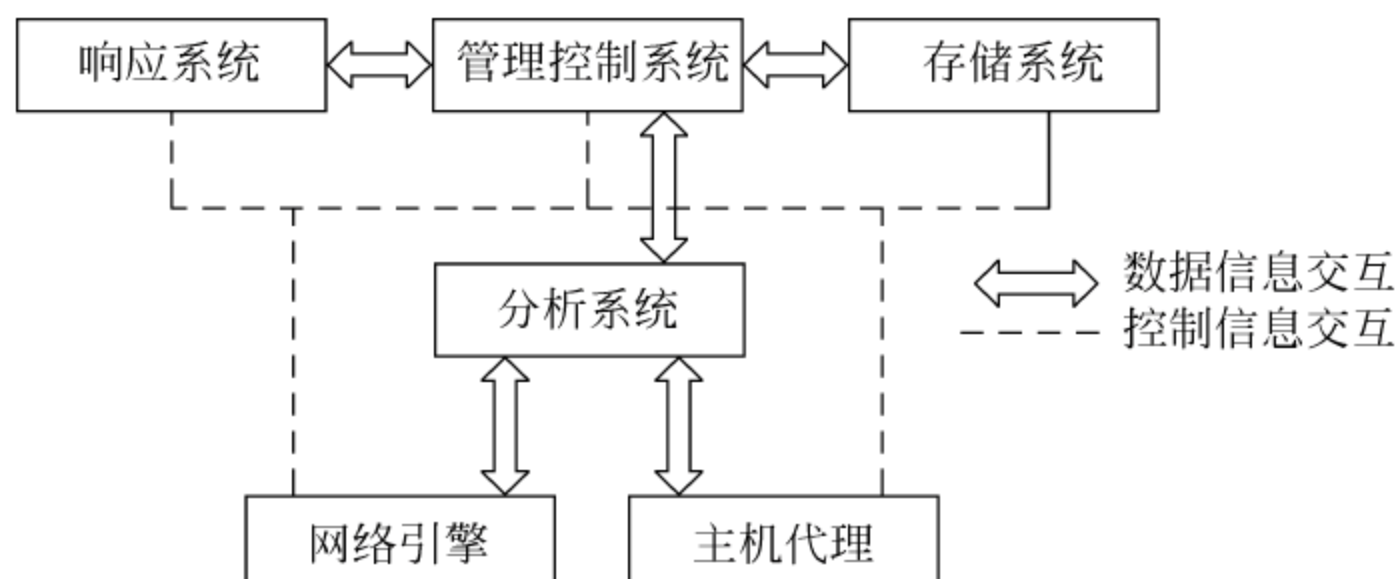 响应系统
管理控制系统
存储系统
分析系统
数据信息交互
控制信息交互
网络引擎
主机代理